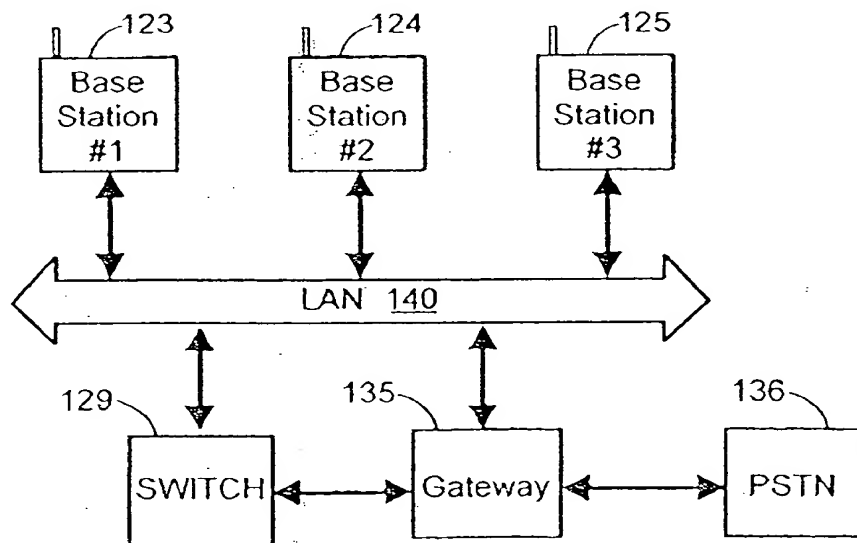 123
124
125
Base
Station
#1
Base
Station
#2
Base
Station
#3
LAN 140
129
135
136
SWITCH
Gateway
PSTN